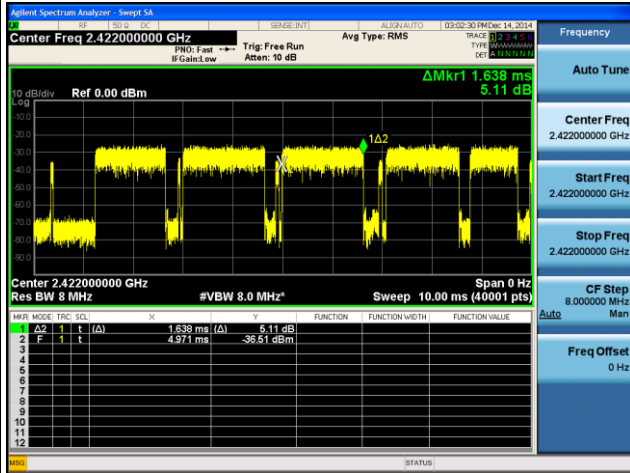 Agilent Spectrum Analyzer - Swept SA
RF 50 Ω DC SENSE:INT ALIGN AUTO 03:02:30 PM Dec 14, 2014
Center Freq 2.422000000 GHz
PNO: Fast
IFGain:Low
Trig: Free Run
Atten: 10 dB
Avg Type: RMS
TRACE 1 2 3 4 5 6
TYPE
DET A N N N N N
Frequency
Auto Tune
Center Freq
2.422000000 GHz
Start Freq
2.422000000 GHz
Stop Freq
2.422000000 GHz
CF Step
8.000000 MHz
Auto Man
Freq Offset
0 Hz
ΔMkr1 1.638 ms
5.11 dB
10 dB/div Ref 0.00 dBm
Log
-10.0
-20.0
-30.0
-40.0
-50.0
-60.0
-70.0
-80.0
-90.0
1Δ2
X
Center 2.422000000 GHz Span 0 Hz
Res BW 8 MHz #VBW 8.0 MHz* Sweep 10.00 ms (40001 pts)
MKR MODE TRC SCL X Y FUNCTION FUNCTION WIDTH FUNCTION VALUE
1 Δ2 1 t (Δ) 1.638 ms (Δ) 5.11 dB
2 F 1 t 4.971 ms -36.51 dBm
3
4
5
6
7
8
9
10
11
12
MSG STATUS